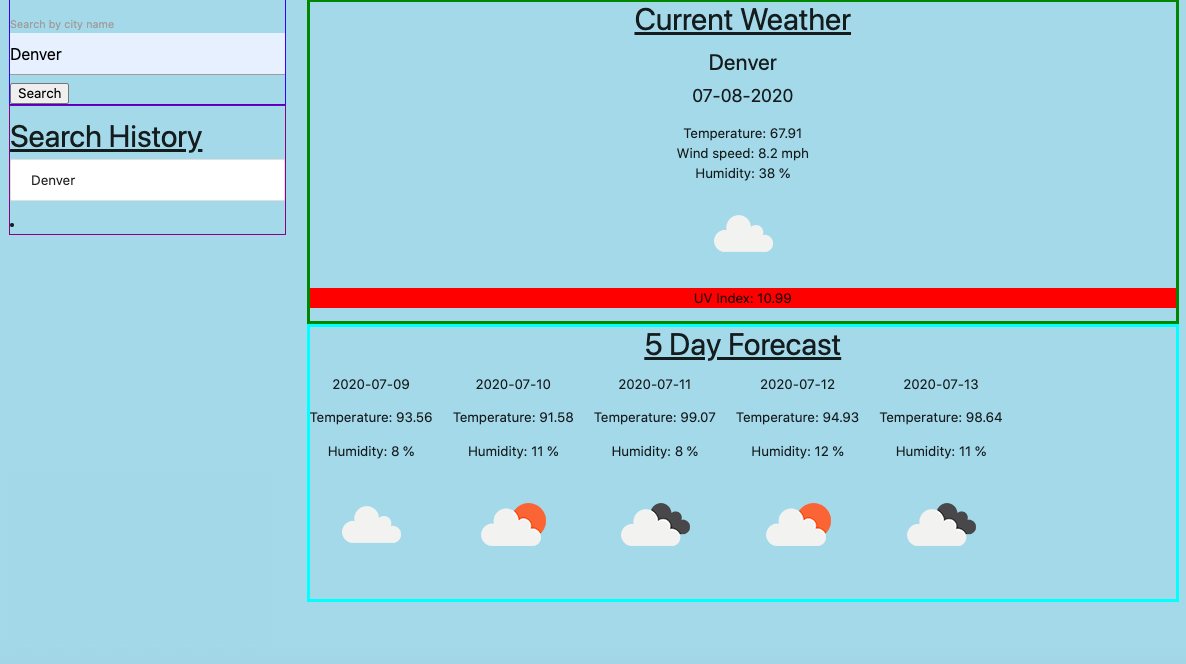 Search by city name
Denver
Search
Search History
Denver
Current Weather
Denver
07-08-2020
Temperature: 67.91
Wind speed: 8.2 mph
Humidity: 38 %
UV Index: 10.99
5 Day Forecast
2020-07-09 2020-07-10 2020-07-11 2020-07-12 2020-07-13
Temperature: 93.56 Temperature: 91.58 Temperature: 99.07 Temperature: 94.93 Temperature: 98.64
Humidity: 8 % Humidity: 11 % Humidity: 8 % Humidity: 12 % Humidity: 11 %